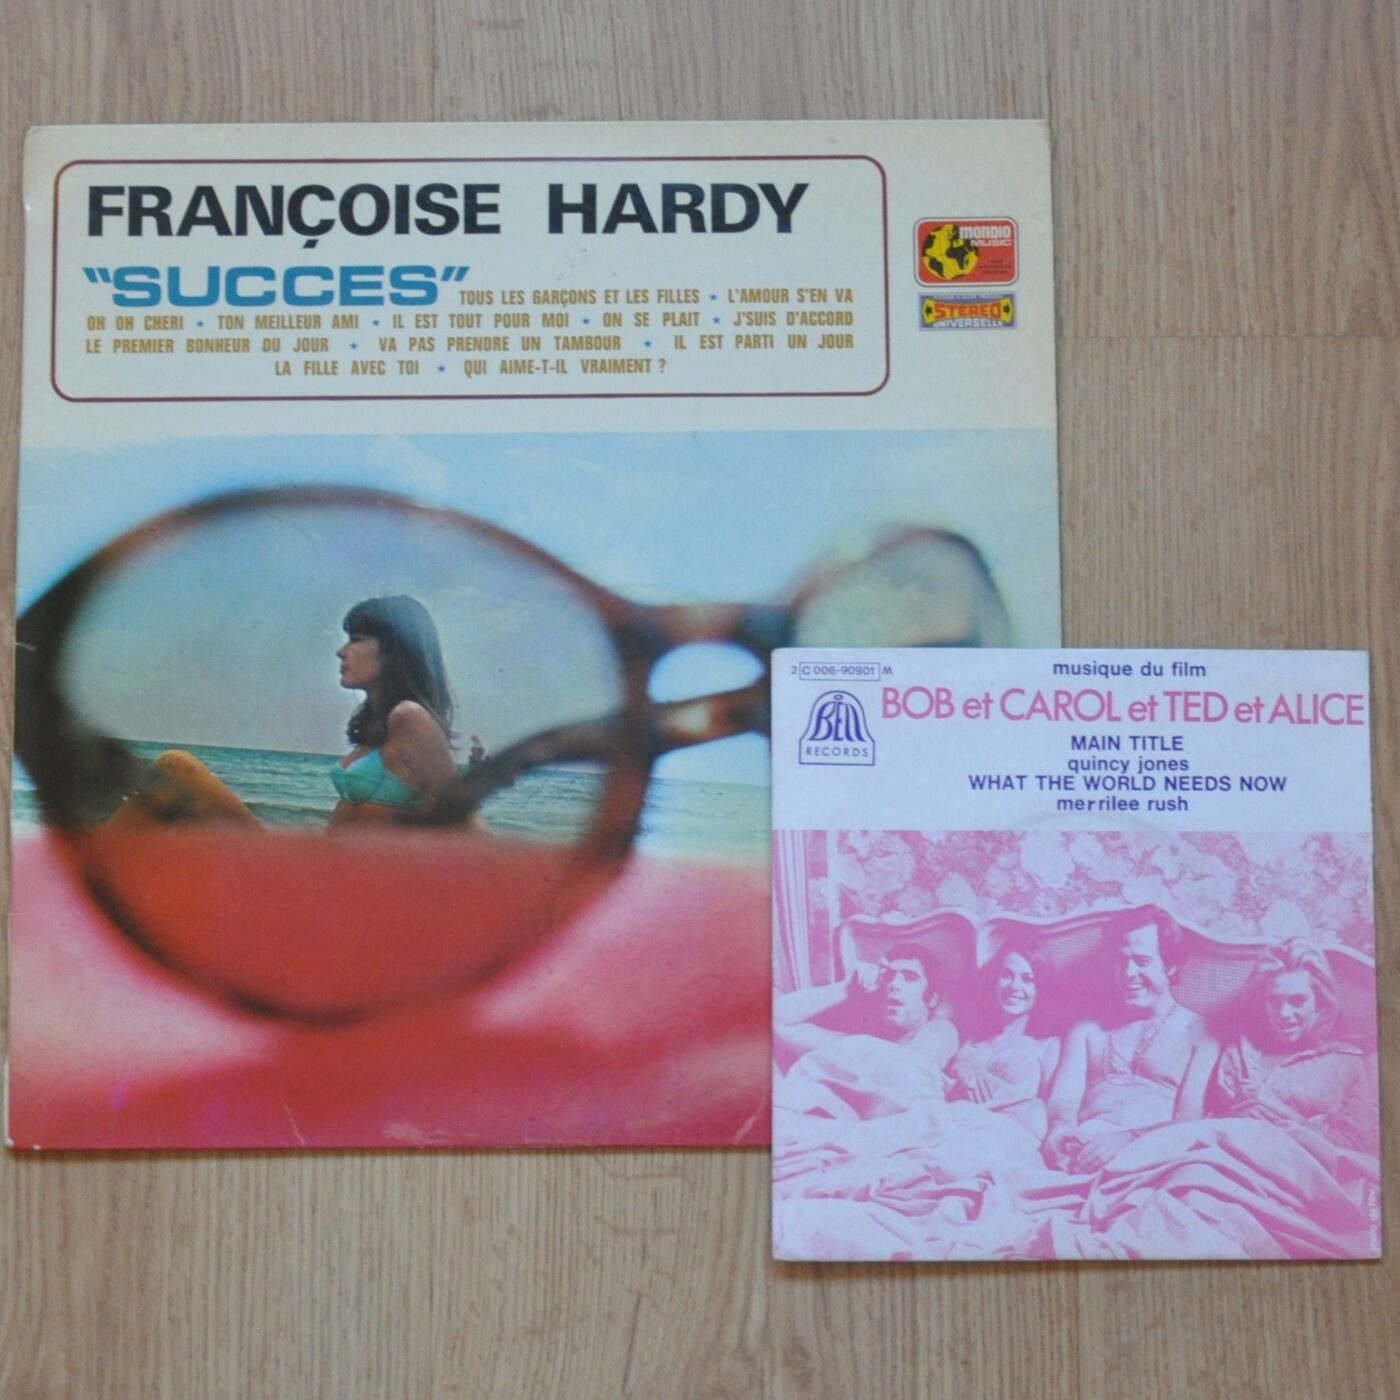 FRANÇOISE HARDY
"SUCCES" TOUS LES GARÇONS ET LES FILLES ★ L'AMOUR S'EN VA
OH OH CHERI ★ TON MEILLEUR AMI ★ IL EST TOUT POUR MOI ★ ON SE PLAIT ★ J'SUIS D'ACCORD
LE PREMIER BONHEUR DU JOUR ★ VA PAS PRENDRE UN TAMBOUR ★ IL EST PARTI UN JOUR
LA FILLE AVEC TOI ★ QUI AIME-T-IL VRAIMENT ?
MONDIO
MUSIC
STEREO
UNIVERSELLE
2 C 006-90901 M
musique du film
BELL
RECORDS
BOB et CAROL et TED et ALICE
MAIN TITLE
quincy jones
WHAT THE WORLD NEEDS NOW
merrilee rush